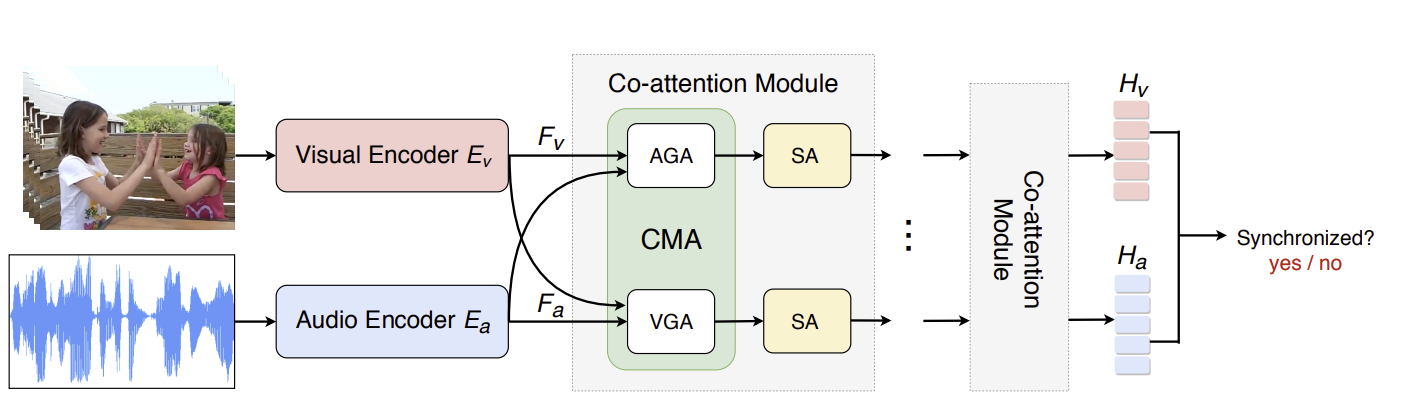 Co-attention Module
Visual Encoder E_v
F_v
AGA
SA
CMA
Audio Encoder E_a
F_a
VGA
SA
...
Co-attention
Module
H_v
H_a
Synchronized?
yes / no